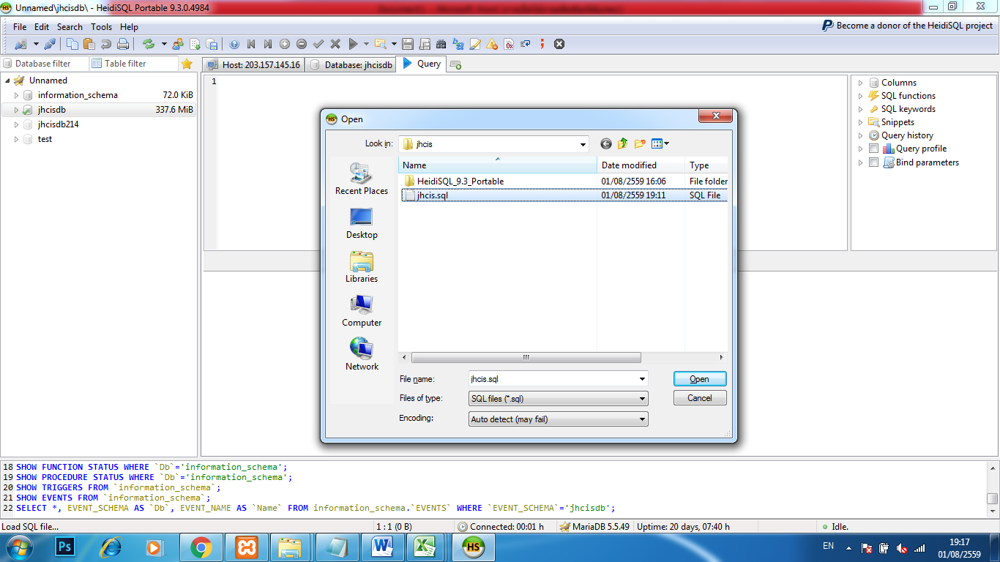 Unnamed\jhcisdb\ - HeidiSQL Portable 9.3.0.4984
File Edit Search Tools Help
Become a donor of the HeidiSQL project
Database filter
Table filter
Host: 203.157.145.16
Database: jhcisdb
Query
Unnamed
information_schema 72.0 KiB
jhcisdb 337.6 MiB
jhcisdb214
test
1
Columns
SQL functions
SQL keywords
Snippets
Query history
Query profile
Bind parameters
HS Open
Look in: jhcis
Recent Places
Desktop
Libraries
Computer
Network
Name Date modified Type
HeidiSQL_9.3_Portable 01/08/2559 16:06 File folder
jhcis.sql 01/08/2559 19:11 SQL File
File name: jhcis.sql Open
Files of type: SQL files (*.sql) Cancel
Encoding: Auto detect (may fail)
18 SHOW FUNCTION STATUS WHERE `Db`='information_schema';
19 SHOW PROCEDURE STATUS WHERE `Db`='information_schema';
20 SHOW TRIGGERS FROM `information_schema`;
21 SHOW EVENTS FROM `information_schema`;
22 SELECT *, EVENT_SCHEMA AS `Db`, EVENT_NAME AS `Name` FROM information_schema.`EVENTS` WHERE `EVENT_SCHEMA`='jhcisdb';
Load SQL file... 1 : 1 (0 B) Connected: 00:01 h MariaDB 5.5.49 Uptime: 20 days, 07:40 h Idle.
Ps
HS
EN
19:17
01/08/2559